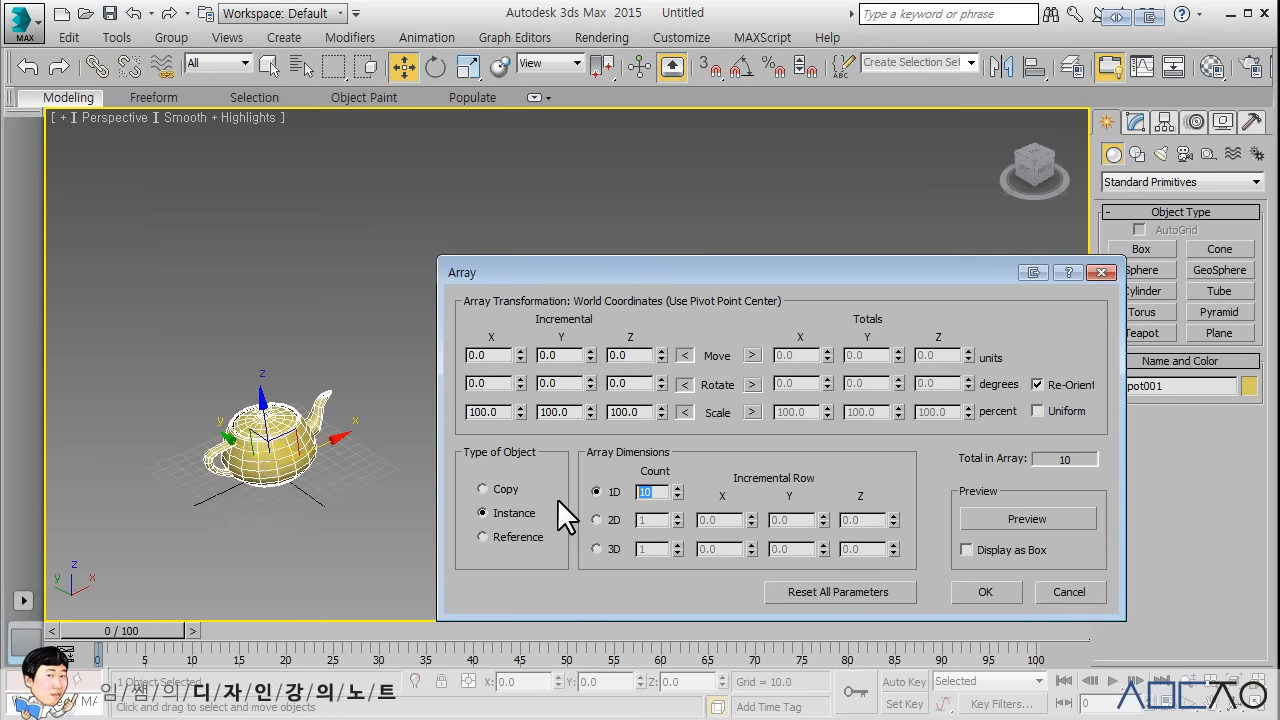 Workspace: Default
Autodesk 3ds Max 2015 Untitled
Type a keyword or phrase
MAX
Edit Tools Group Views Create Modifiers Animation Graph Editors Rendering Customize MAXScript Help
All
View
3
Create Selection Set
Modeling Freeform Selection Object Paint Populate
[ + ] Perspective ] Smooth + Highlights ]
Standard Primitives
- Object Type
AutoGrid
Box Cone
Sphere GeoSphere
Cylinder Tube
Torus Pyramid
Teapot Plane
Name and Color
pot001
Array
Array Transformation: World Coordinates (Use Pivot Point Center)
Incremental Totals
X Y Z X Y Z
0.0 0.0 0.0 < Move > 0.0 0.0 0.0 units
0.0 0.0 0.0 < Rotate > 0.0 0.0 0.0 degrees Re-Orient
100.0 100.0 100.0 < Scale > 100.0 100.0 100.0 percent Uniform
Type of Object
Copy
Instance
Reference
Array Dimensions
Count
Incremental Row
X Y Z
1D 10
2D 1 0.0 0.0 0.0
3D 1 0.0 0.0 0.0
Total in Array: 10
Preview
Preview
Display as Box
Reset All Parameters OK Cancel
z
y x
z
y x
< 0 / 100 >
0 5 10 15 20 25 30 35 40 45 50 55 60 65 70 75 80 85 90 95 100
1 Object Selected
X: 0.0 Y: 0.0 Z: 0.0 Grid = 10.0
Auto Key Selected
Set Key Key Filters...
0
Click and drag to select and move objects
Add Time Tag
임/쌤/의/디/자/인/강/의/노/트